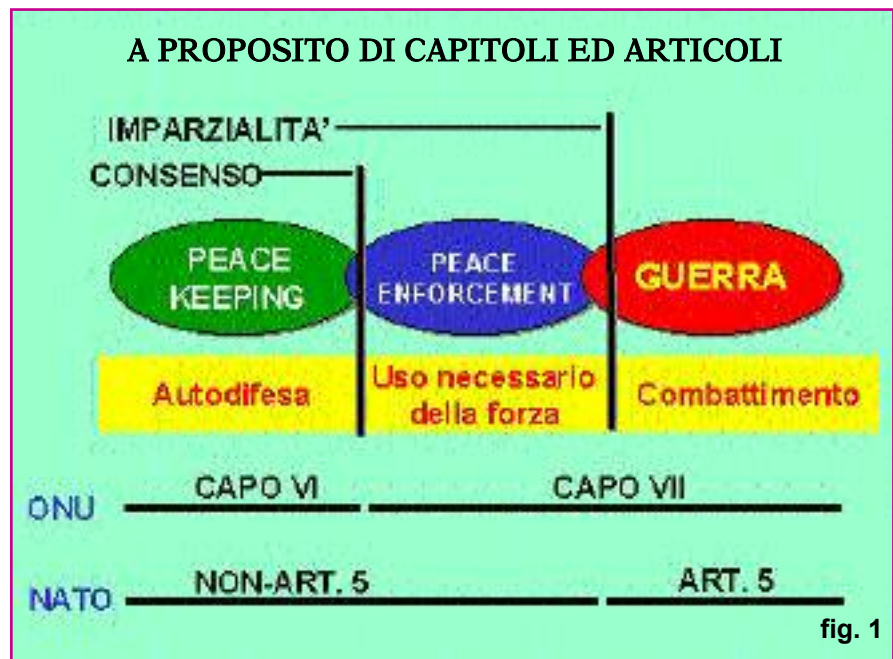 A PROPOSITO DI CAPITOLI ED ARTICOLI
IMPARZIALITA'
CONSENSO
PEACE
KEEPING
PEACE
ENFORCEMENT
GUERRA
Autodifesa
Uso necessario
della forza
Combattimento
ONU
CAPO VI
CAPO VII
NATO
NON-ART. 5
ART. 5
fig. 1